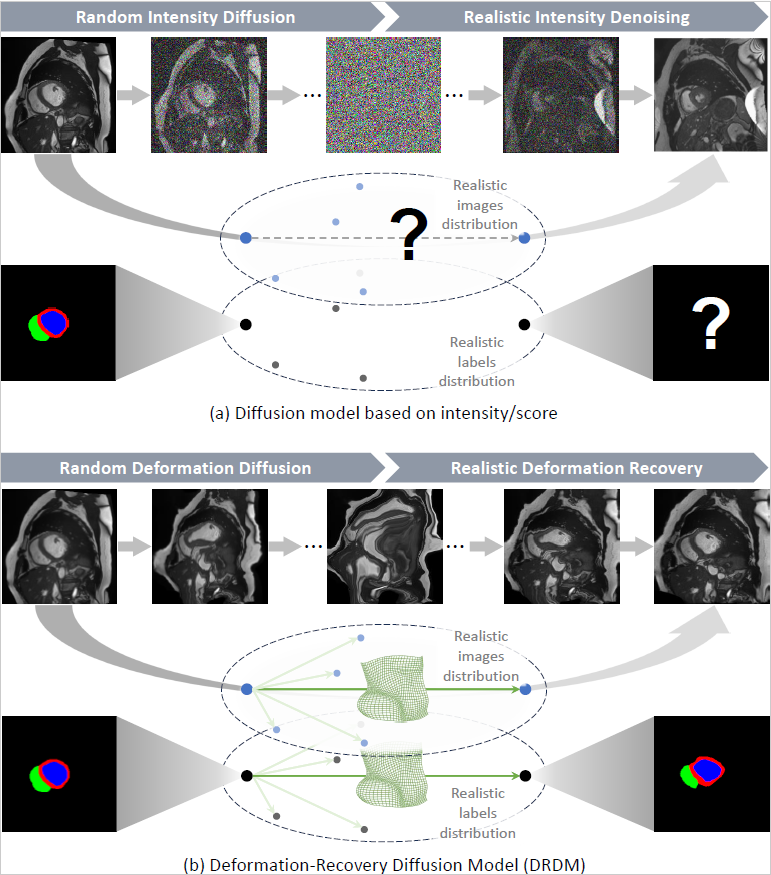 Random Intensity Diffusion
Realistic Intensity Denoising
...
...
Realistic
images
distribution
?
?
Realistic
labels
distribution
(a) Diffusion model based on intensity/score
Random Deformation Diffusion
Realistic Deformation Recovery
...
...
Realistic
images
distribution
Realistic
labels
distribution
(b) Deformation-Recovery Diffusion Model (DRDM)